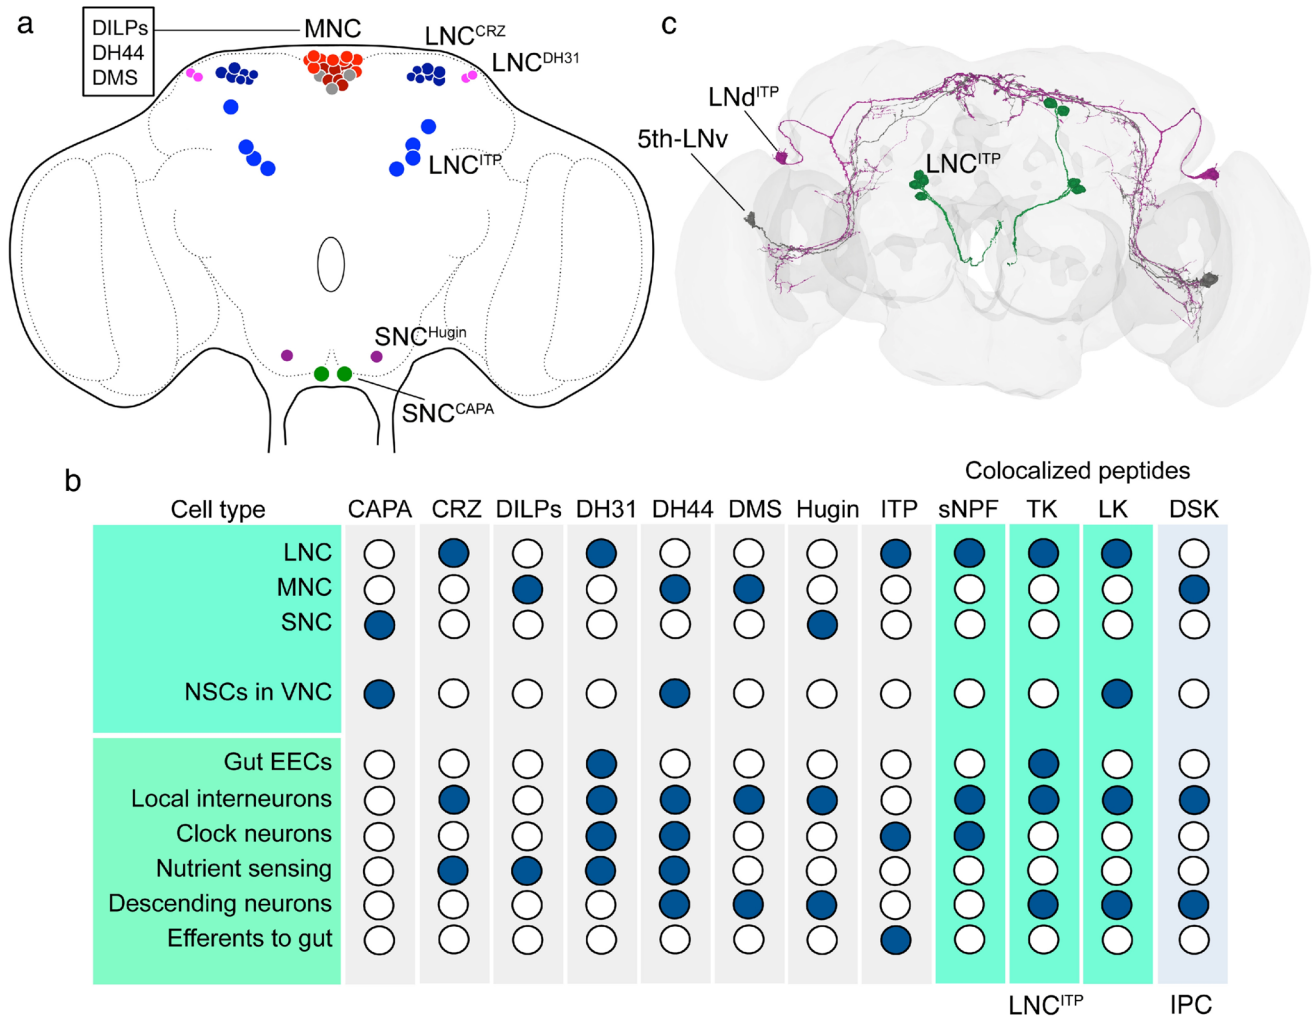 a
DILPs
DH44
DMS
MNC
LNC^CRZ
LNC^DH31
LNC^ITP
SNC^Hugin
SNC^CAPA
c
LNd^ITP
5th-LNv
LNC^ITP
b
Colocalized peptides
Cell type CAPA CRZ DILPs DH31 DH44 DMS Hugin ITP sNPF TK LK DSK
LNC
MNC
SNC
NSCs in VNC
Gut EECs
Local interneurons
Clock neurons
Nutrient sensing
Descending neurons
Efferents to gut
LNC^ITP IPC